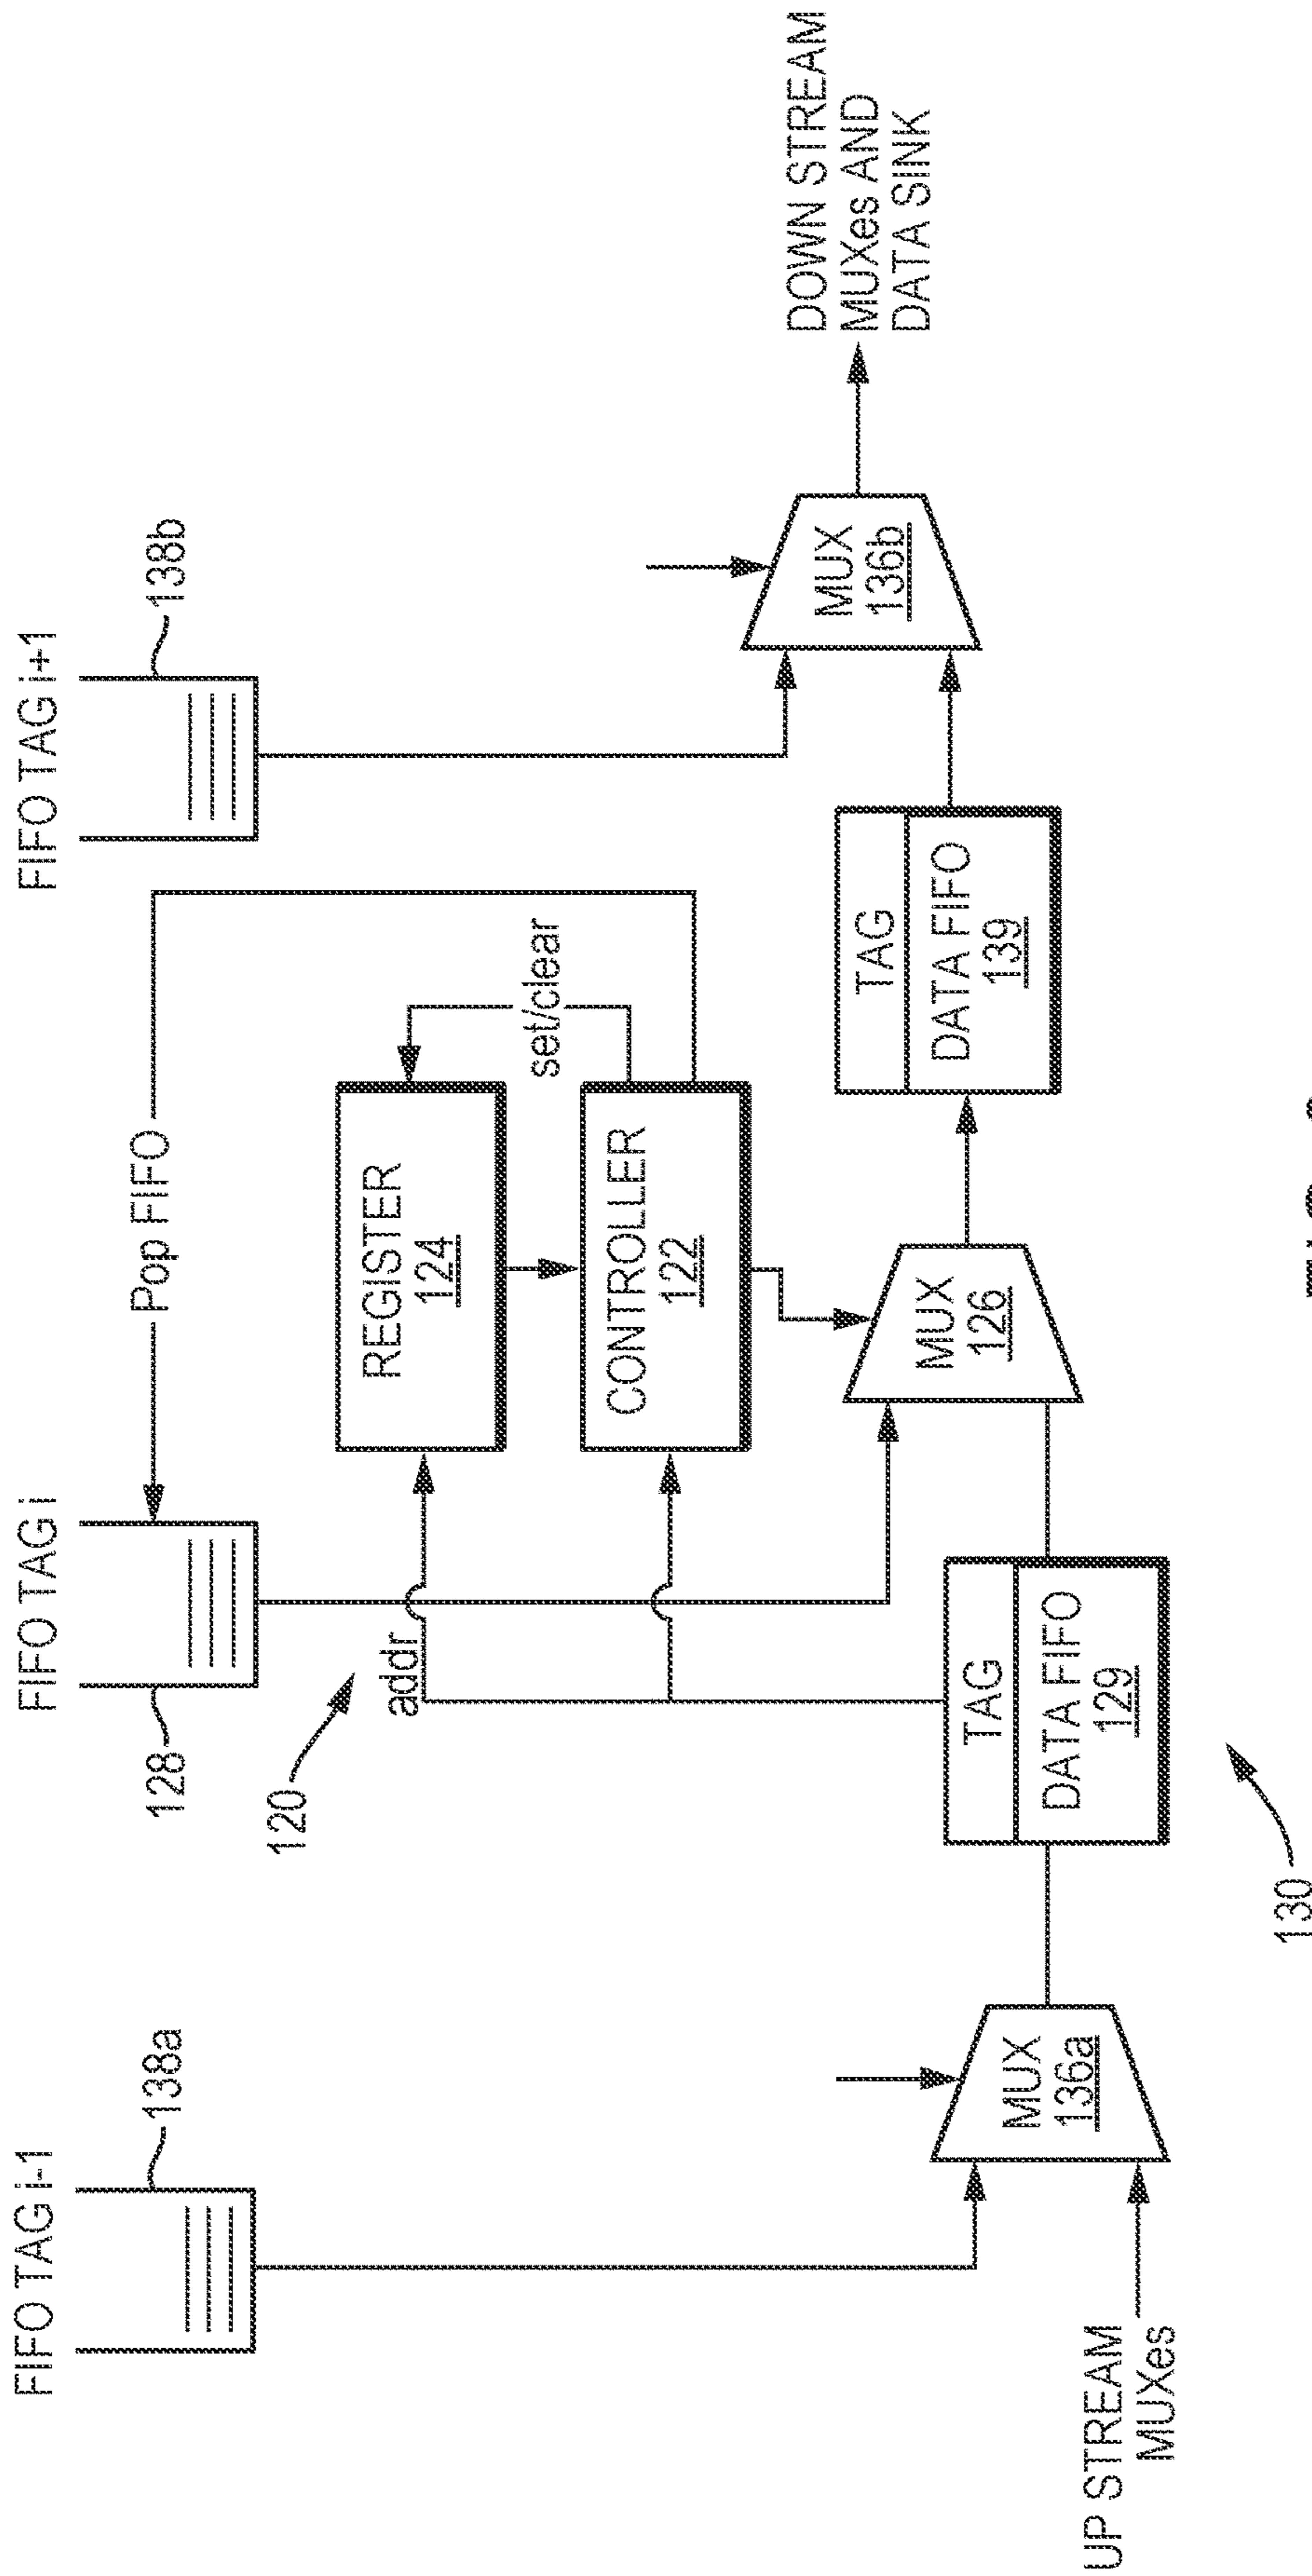 FIFO TAG i-1
138a
FIFO TAG i
128
Pop FIFO
FIFO TAG i+1
138b
120
addr
REGISTER
124
set/clear
CONTROLLER
122
UP STREAM
MUXes
MUX
136a
TAG
DATA FIFO
129
MUX
126
TAG
DATA FIFO
139
MUX
136b
DOWN STREAM
MUXes AND
DATA SINK
130